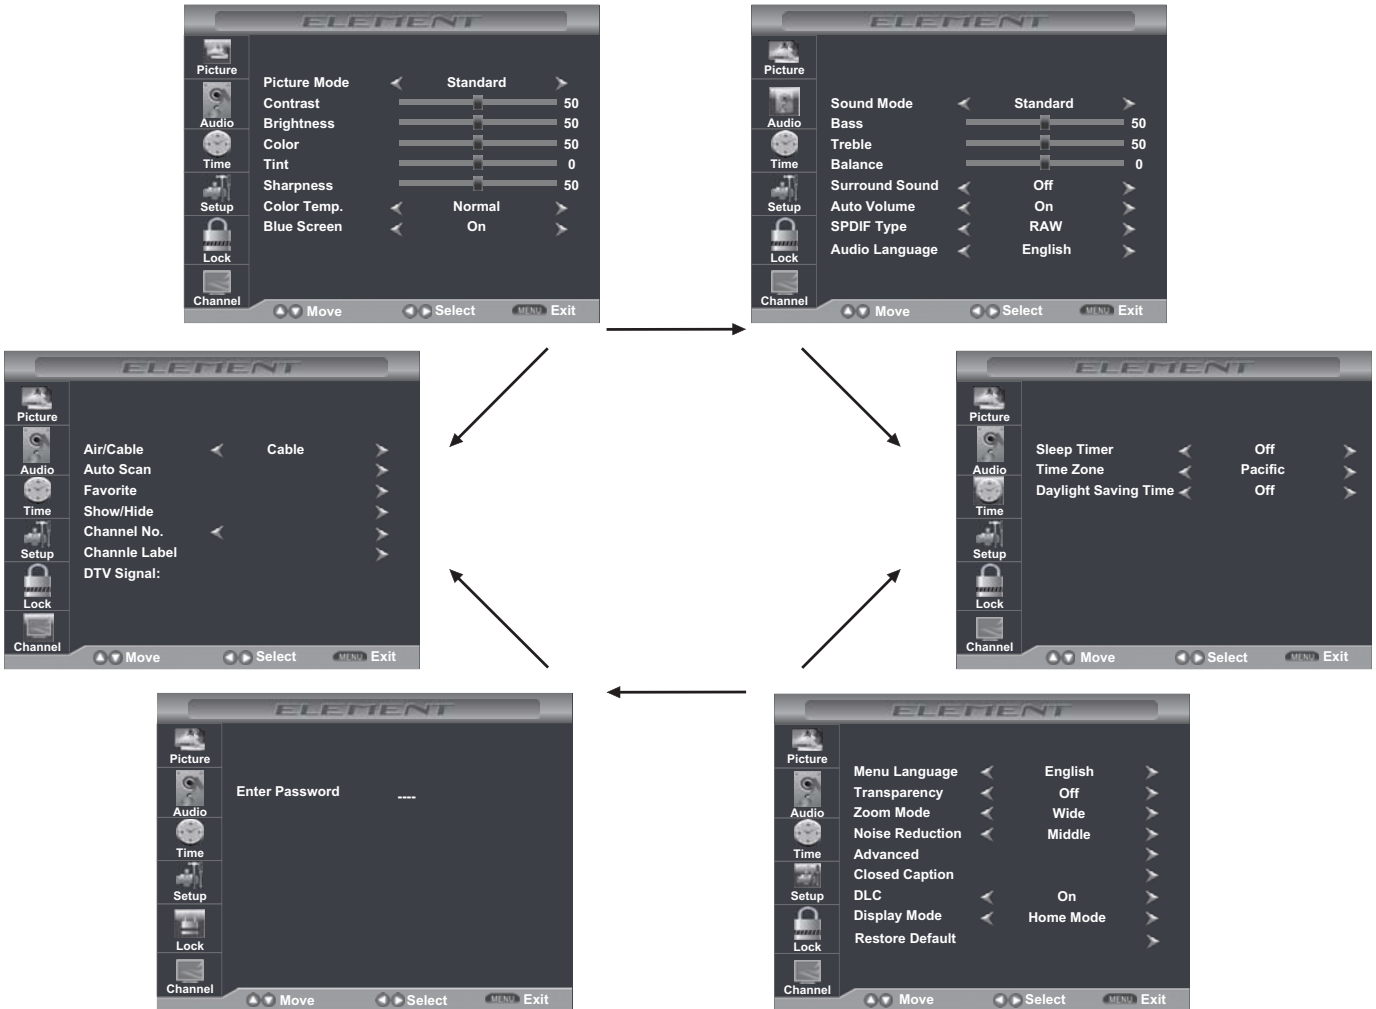 ELEMENT
Picture
Audio
Time
Setup
Lock
Channel
Picture Mode Standard
Contrast 50
Brightness 50
Color 50
Tint 0
Sharpness 50
Color Temp. Normal
Blue Screen On
Move Select MENU Exit
ELEMENT
Picture
Audio
Time
Setup
Lock
Channel
Sound Mode Standard
Bass 50
Treble 50
Balance 0
Surround Sound Off
Auto Volume On
SPDIF Type RAW
Audio Language English
Move Select MENU Exit
ELEMENT
Picture
Audio
Time
Setup
Lock
Channel
Air/Cable Cable
Auto Scan
Favorite
Show/Hide
Channel No.
Channle Label
DTV Signal:
Move Select MENU Exit
ELEMENT
Picture
Audio
Time
Setup
Lock
Channel
Sleep Timer Off
Time Zone Pacific
Daylight Saving Time Off
Move Select MENU Exit
ELEMENT
Picture
Audio
Time
Setup
Lock
Channel
Enter Password ----
Move Select MENU Exit
ELEMENT
Picture
Audio
Time
Setup
Lock
Channel
Menu Language English
Transparency Off
Zoom Mode Wide
Noise Reduction Middle
Advanced
Closed Caption
DLC On
Display Mode Home Mode
Restore Default
Move Select MENU Exit